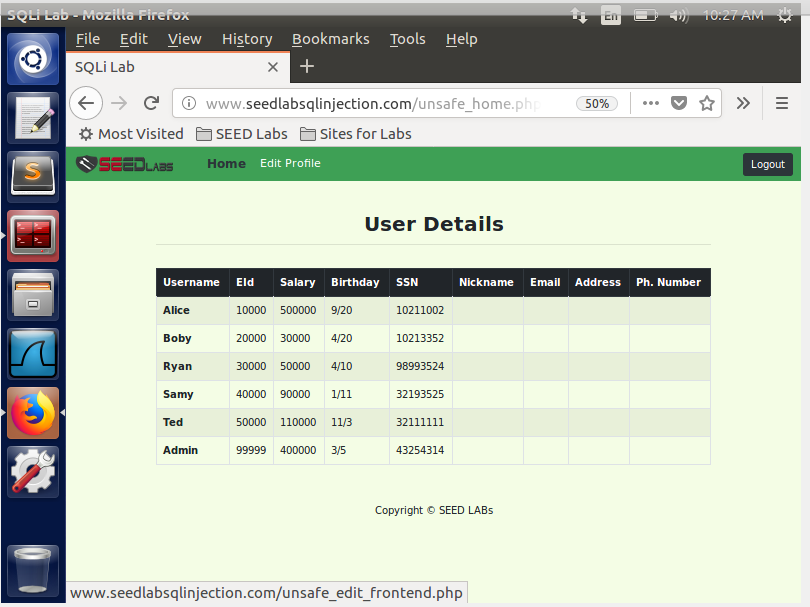 SQLi Lab - Mozilla Firefox En 10:27 AM
File Edit View History Bookmarks Tools Help
SQLi Lab
www.seedlabsqlinjection.com/unsafe_home.php 50%
Most Visited SEED Labs Sites for Labs
SEEDLABS Home Edit Profile Logout
User Details
Username EId Salary Birthday SSN Nickname Email Address Ph. Number
Alice 10000 500000 9/20 10211002
Boby 20000 30000 4/20 10213352
Ryan 30000 50000 4/10 98993524
Samy 40000 90000 1/11 32193525
Ted 50000 110000 11/3 32111111
Admin 99999 400000 3/5 43254314
Copyright © SEED LABs
www.seedlabsqlinjection.com/unsafe_edit_frontend.php